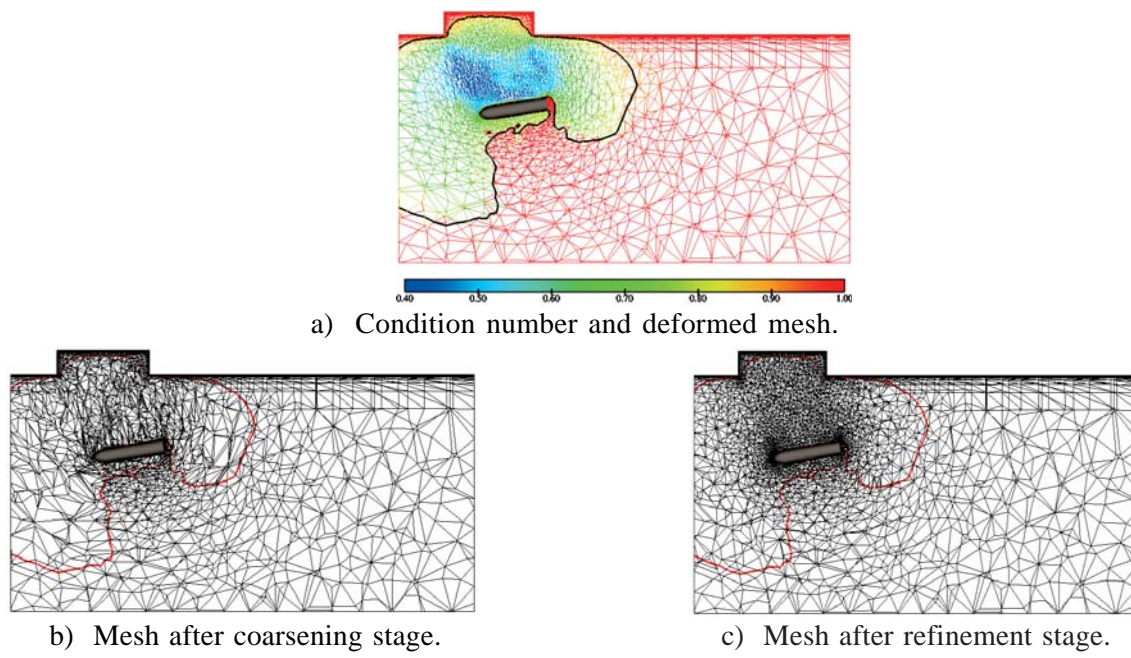 0.40 0.50 0.60 0.70 0.80 0.90 1.00
a) Condition number and deformed mesh.
b) Mesh after coarsening stage.
c) Mesh after refinement stage.